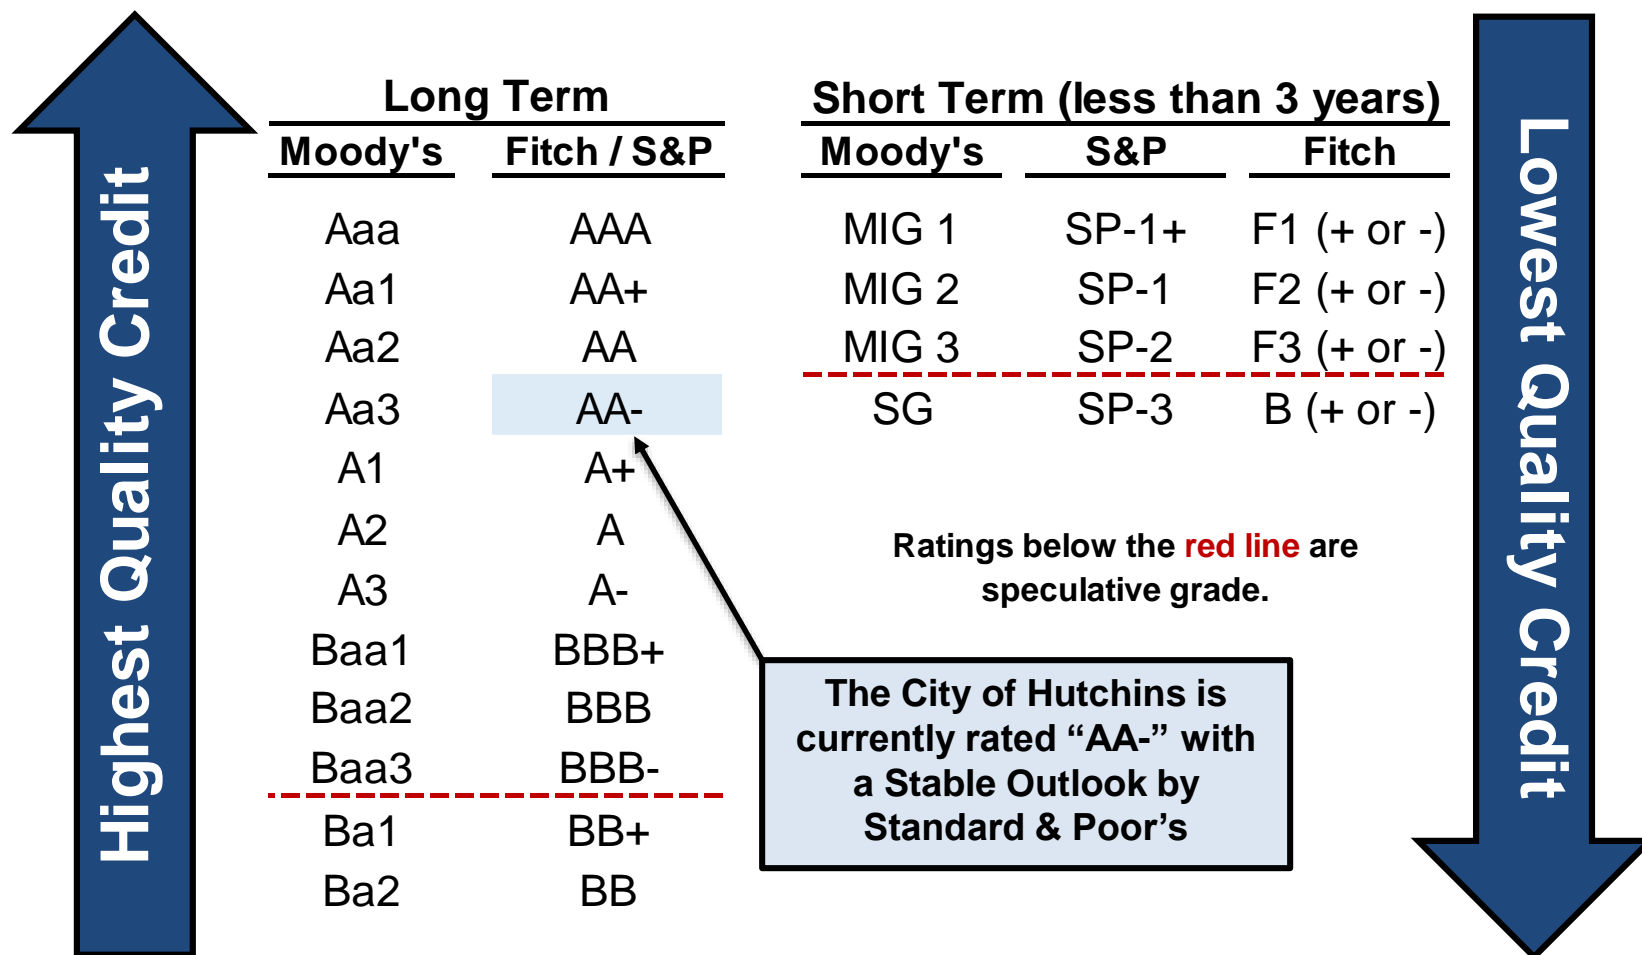 Highest Quality Credit
Long Term
Moody's Fitch / S&P
Aaa AAA
Aa1 AA+
Aa2 AA
Aa3 AA-
A1 A+
A2 A
A3 A-
Baa1 BBB+
Baa2 BBB
Baa3 BBB-
Ba1 BB+
Ba2 BB
Short Term (less than 3 years)
Moody's S&P Fitch
MIG 1 SP-1+ F1 (+ or -)
MIG 2 SP-1 F2 (+ or -)
MIG 3 SP-2 F3 (+ or -)
SG SP-3 B (+ or -)
Ratings below the red line are
speculative grade.
The City of Hutchins is
currently rated “AA-” with
a Stable Outlook by
Standard & Poor’s
Lowest Quality Credit